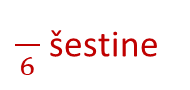 — šestine
6